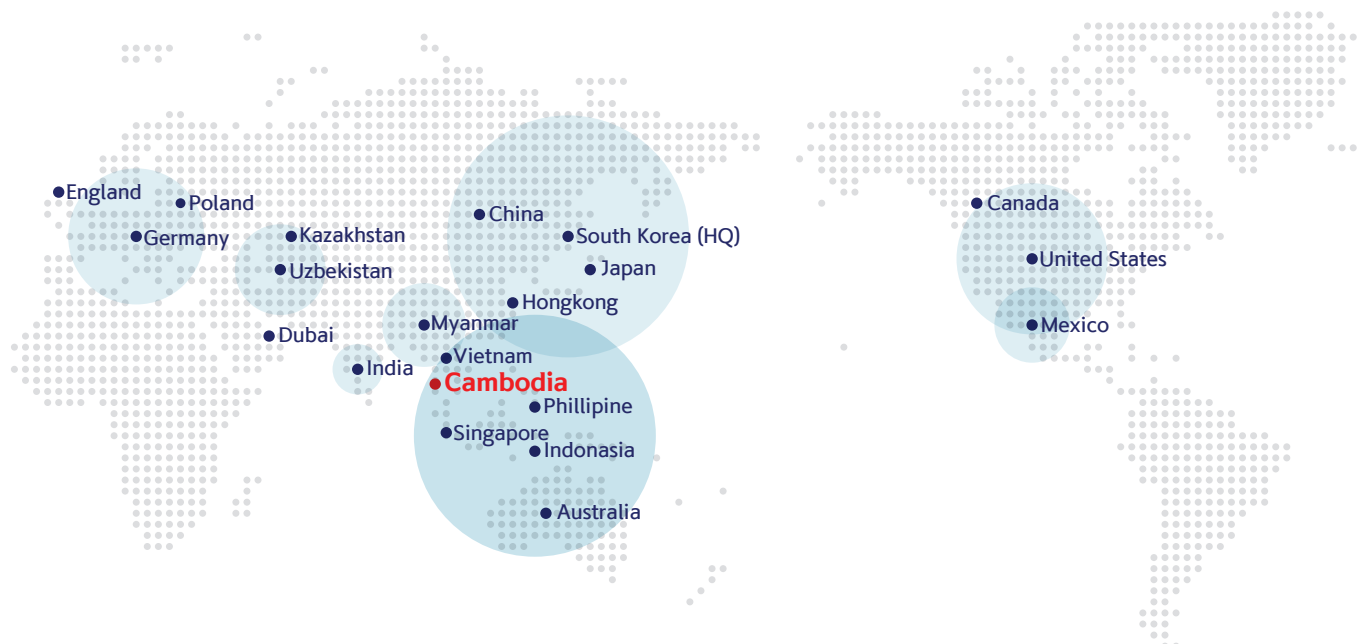 England
Poland
Germany
Kazakhstan
Uzbekistan
Dubai
India
China
South Korea (HQ)
Japan
Hongkong
Myanmar
Vietnam
Cambodia
Phillipine
Singapore
Indonasia
Australia
Canada
United States
Mexico